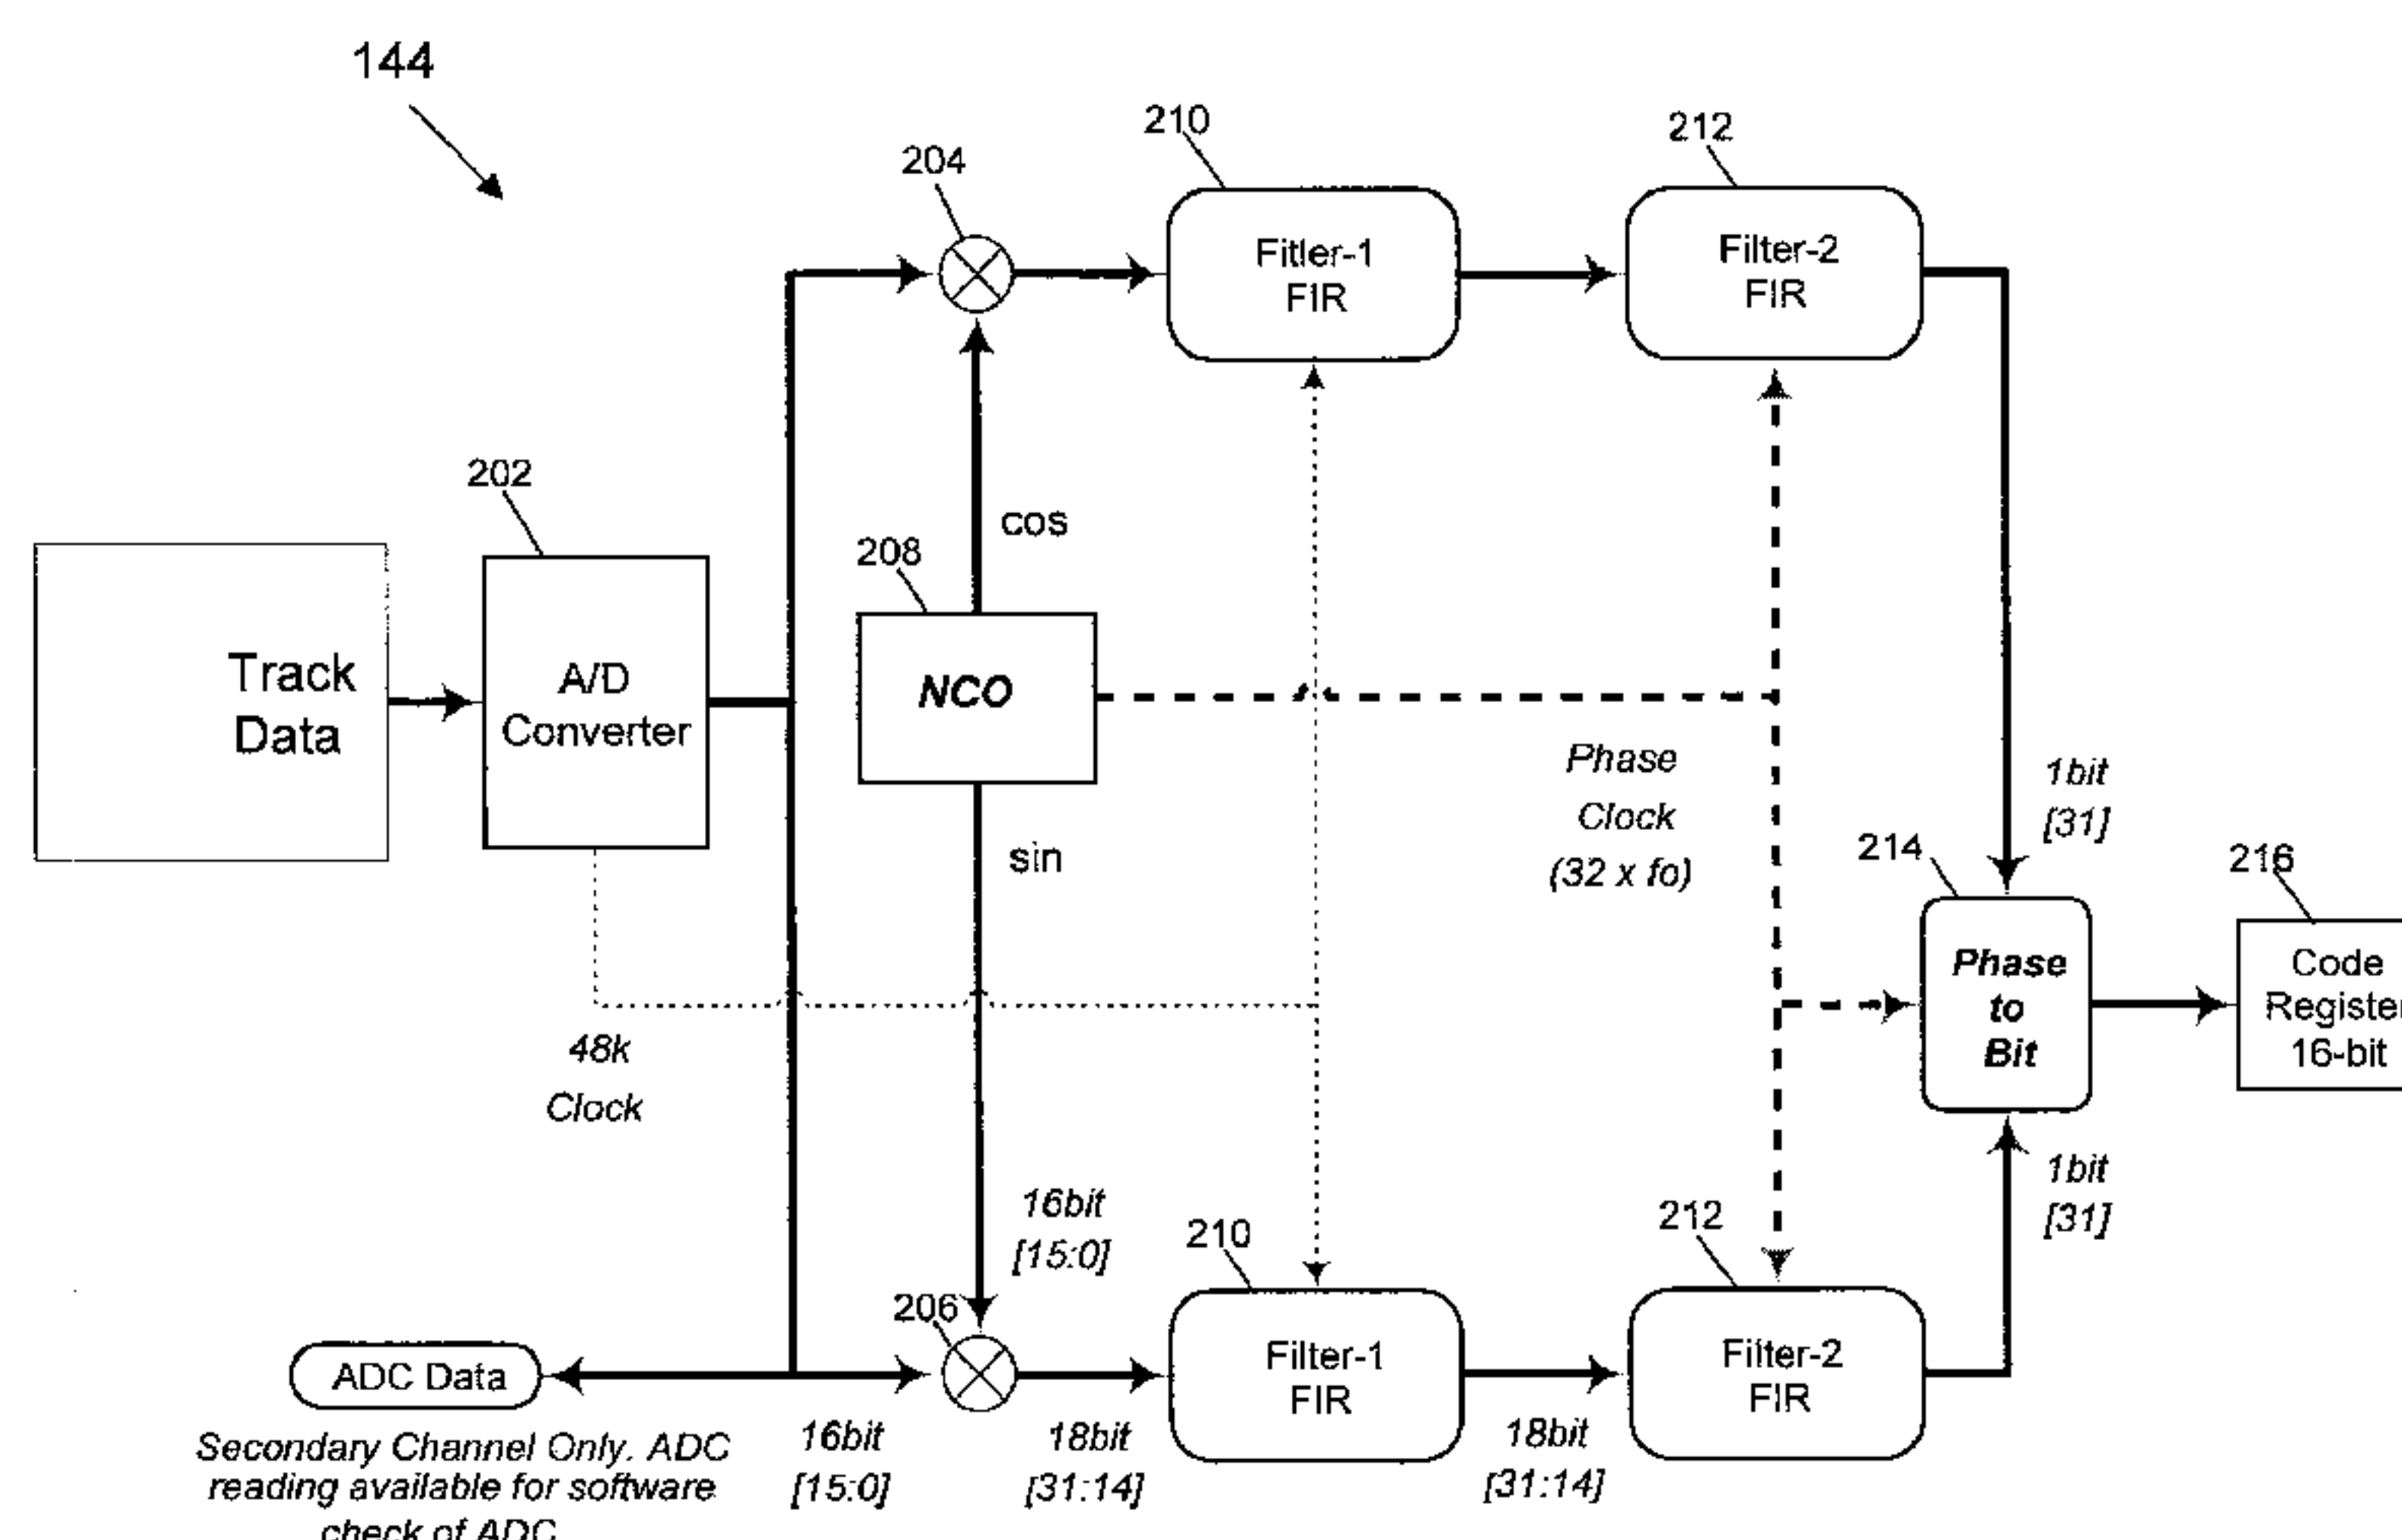 144
210
212
204
Fitler-1
FIR
Filter-2
FIR
202
cos
208
Track
Data
A/D
Converter
NCO
Phase
Clock
(32 x fo)
1bit
[31]
sin
214
216
Phase
to
Bit
Code
Register
16-bit
48k
Clock
1bit
[31]
16bit
[15:0]
210
212
206
Filter-1
FIR
Filter-2
FIR
ADC Data
Secondary Channel Only. ADC
reading available for software
check of ADC
16bit
[15:0]
18bit
[31:14]
18bit
[31:14]